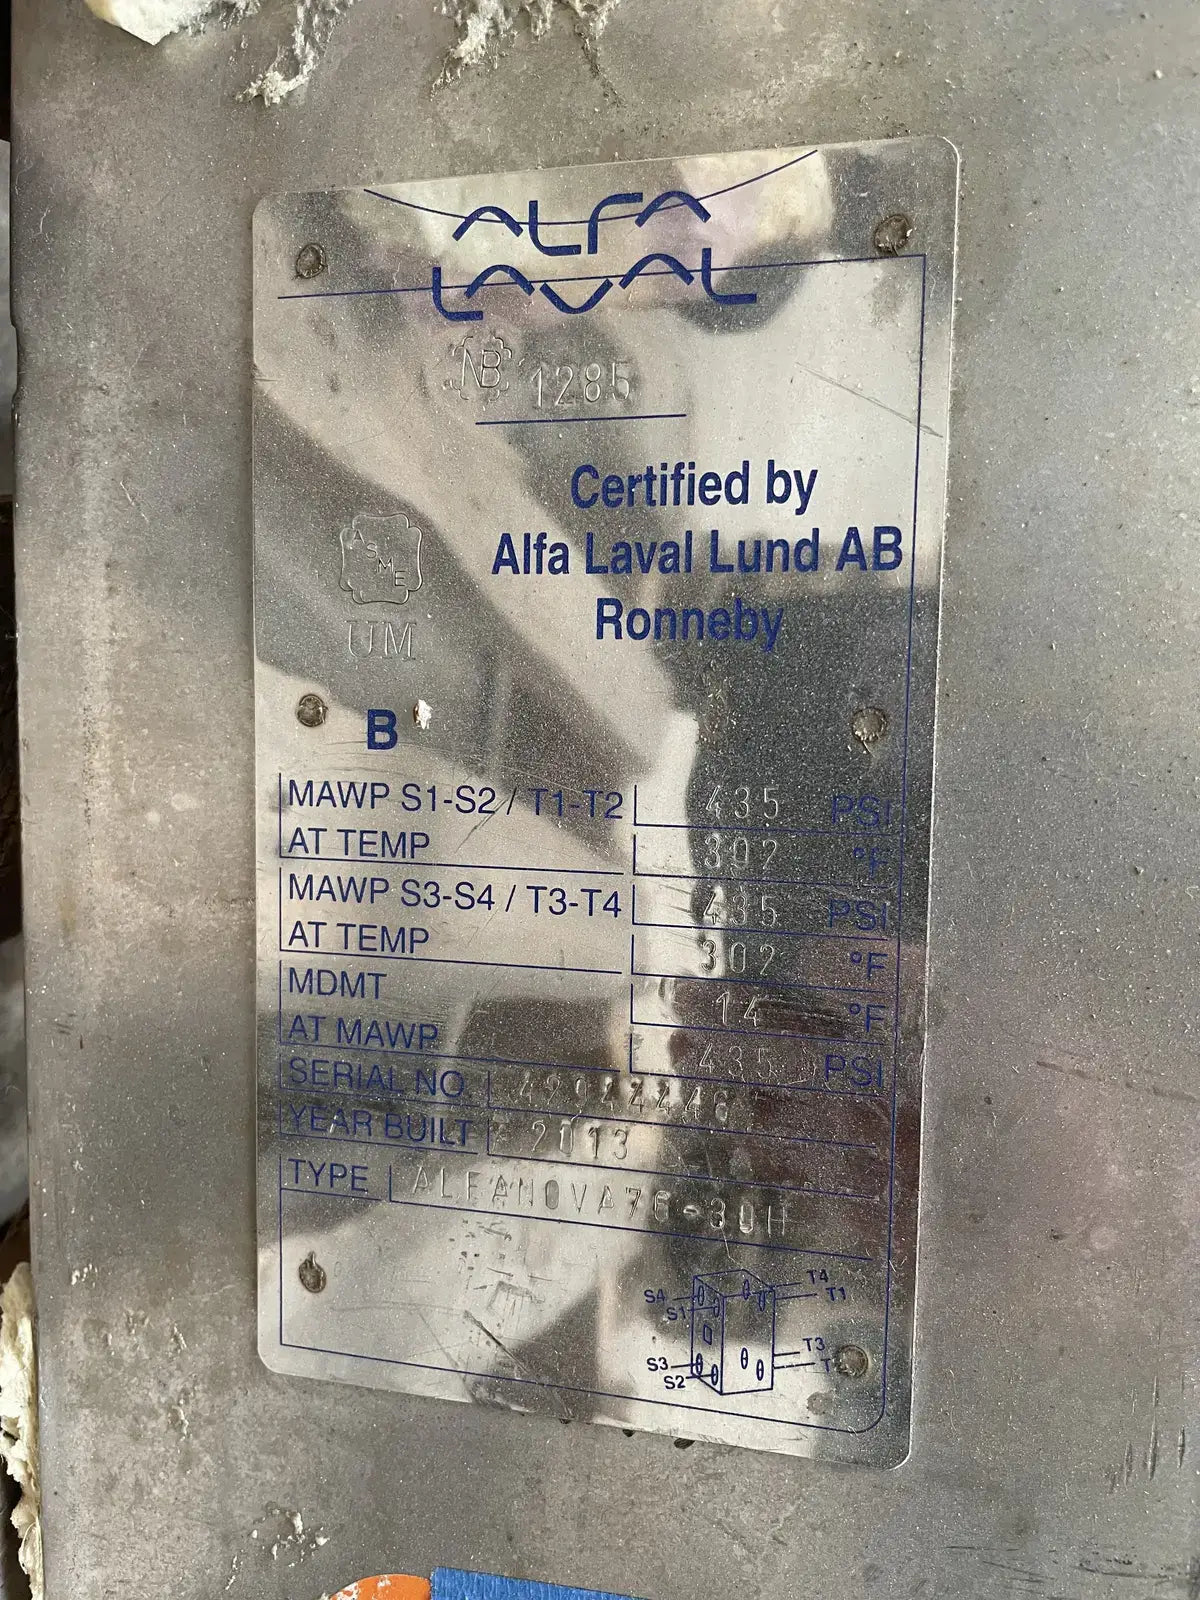 ALFA
LAVAL
NB 1285
Certified by
Alfa Laval Lund AB
Ronneby
ASME
UM
B
MAWP S1-S2 / T1-T2 435 PSI
AT TEMP 302 °F
MAWP S3-S4 / T3-T4 435 PSI
AT TEMP 302 °F
MDMT 14 °F
AT MAWP 435 PSI
SERIAL NO.
YEAR BUILT 2013
TYPE ALFANOVA76-30H
S4 T4
S1 T1
S3 T3
S2